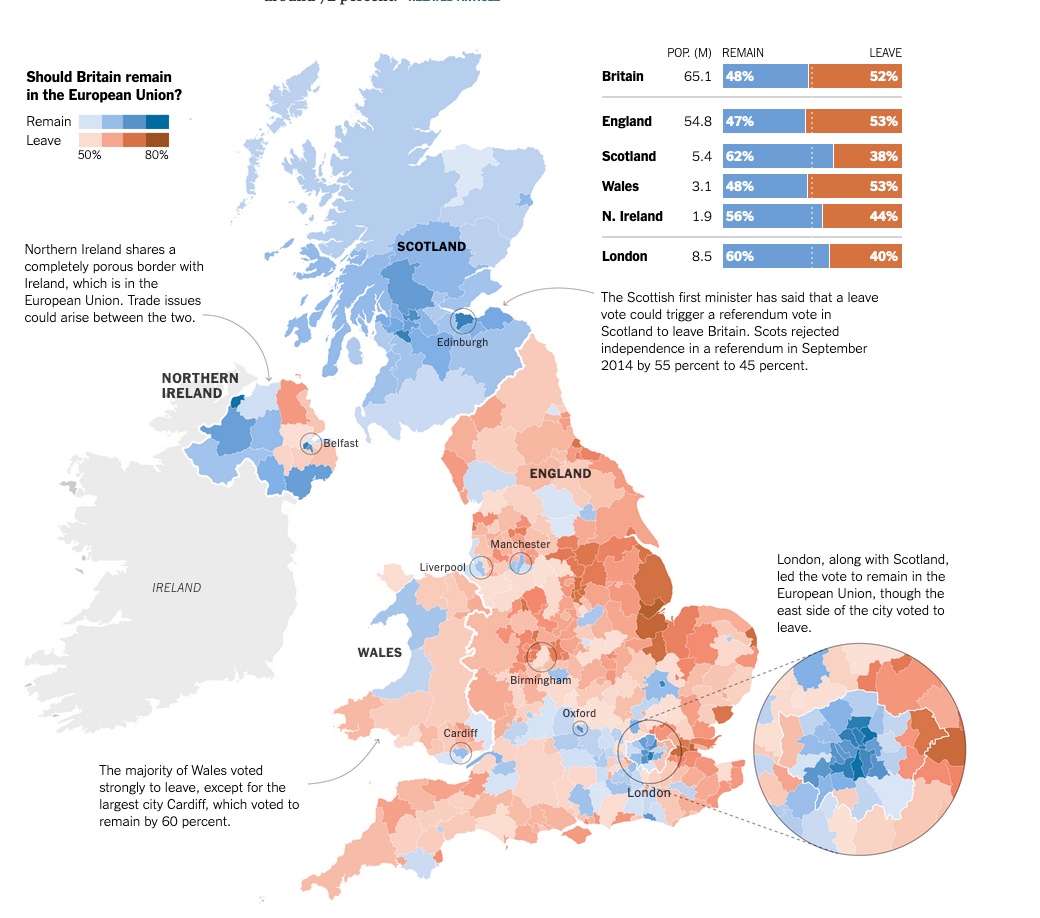 Should Britain remain
in the European Union?
Remain
Leave
50% 80%
POP. (M) REMAIN LEAVE
Britain 65.1 48% 52%
England 54.8 47% 53%
Scotland 5.4 62% 38%
Wales 3.1 48% 53%
N. Ireland 1.9 56% 44%
London 8.5 60% 40%
Northern Ireland shares a
completely porous border with
Ireland, which is in the
European Union. Trade issues
could arise between the two.
SCOTLAND
The Scottish first minister has said that a leave
vote could trigger a referendum vote in
Scotland to leave Britain. Scots rejected
independence in a referendum in September
2014 by 55 percent to 45 percent.
Edinburgh
NORTHERN
IRELAND
Belfast
ENGLAND
Manchester
Liverpool
IRELAND
London, along with Scotland,
led the vote to remain in the
European Union, though the
east side of the city voted to
leave.
WALES
Birmingham
Oxford
Cardiff
London
The majority of Wales voted
strongly to leave, except for the
largest city Cardiff, which voted to
remain by 60 percent.